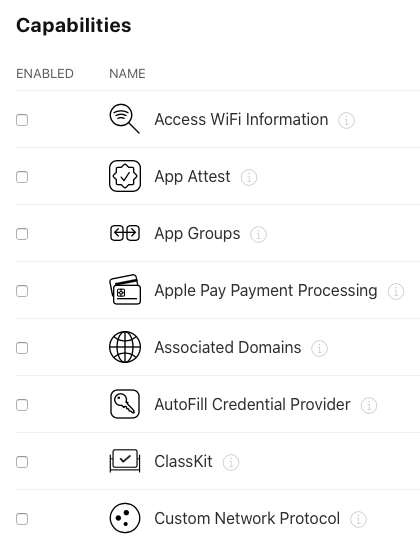 Capabilities
ENABLED NAME
Access WiFi Information
App Attest
App Groups
Apple Pay Payment Processing
Associated Domains
AutoFill Credential Provider
ClassKit
Custom Network Protocol